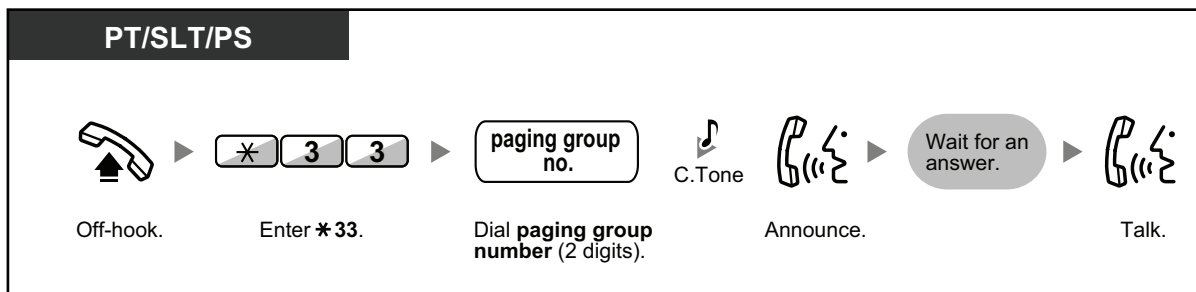 PT/SLT/PS
✳ 3 3
paging group
no.
C.Tone
Wait for an
answer.
Off-hook.
Enter ✳33.
Dial paging group
number (2 digits).
Announce.
Talk.